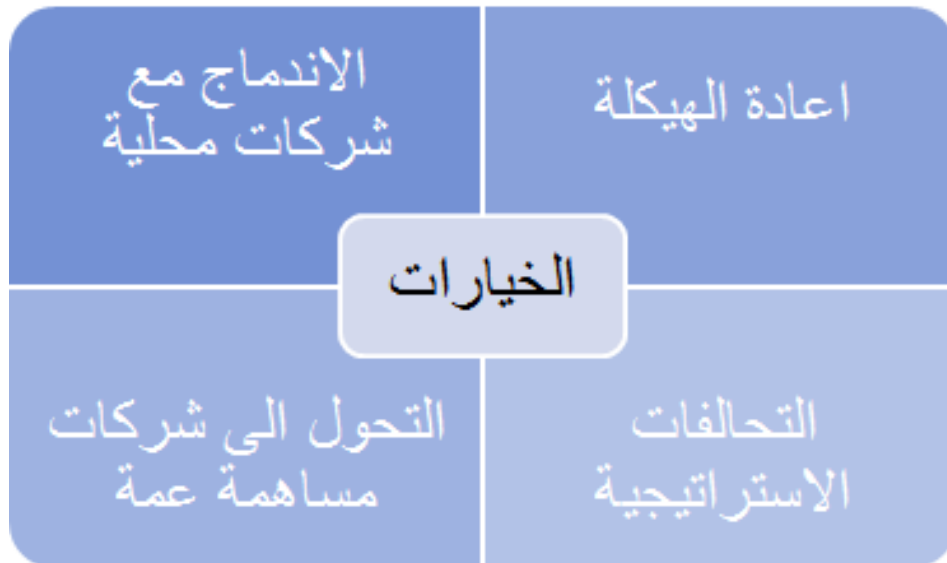 اعادة الهيكلة
الاندماج مع
شركات محلية
الخيارات
التحالفات
الاستراتيجية
التحول الى شركات
مساهمة عمة